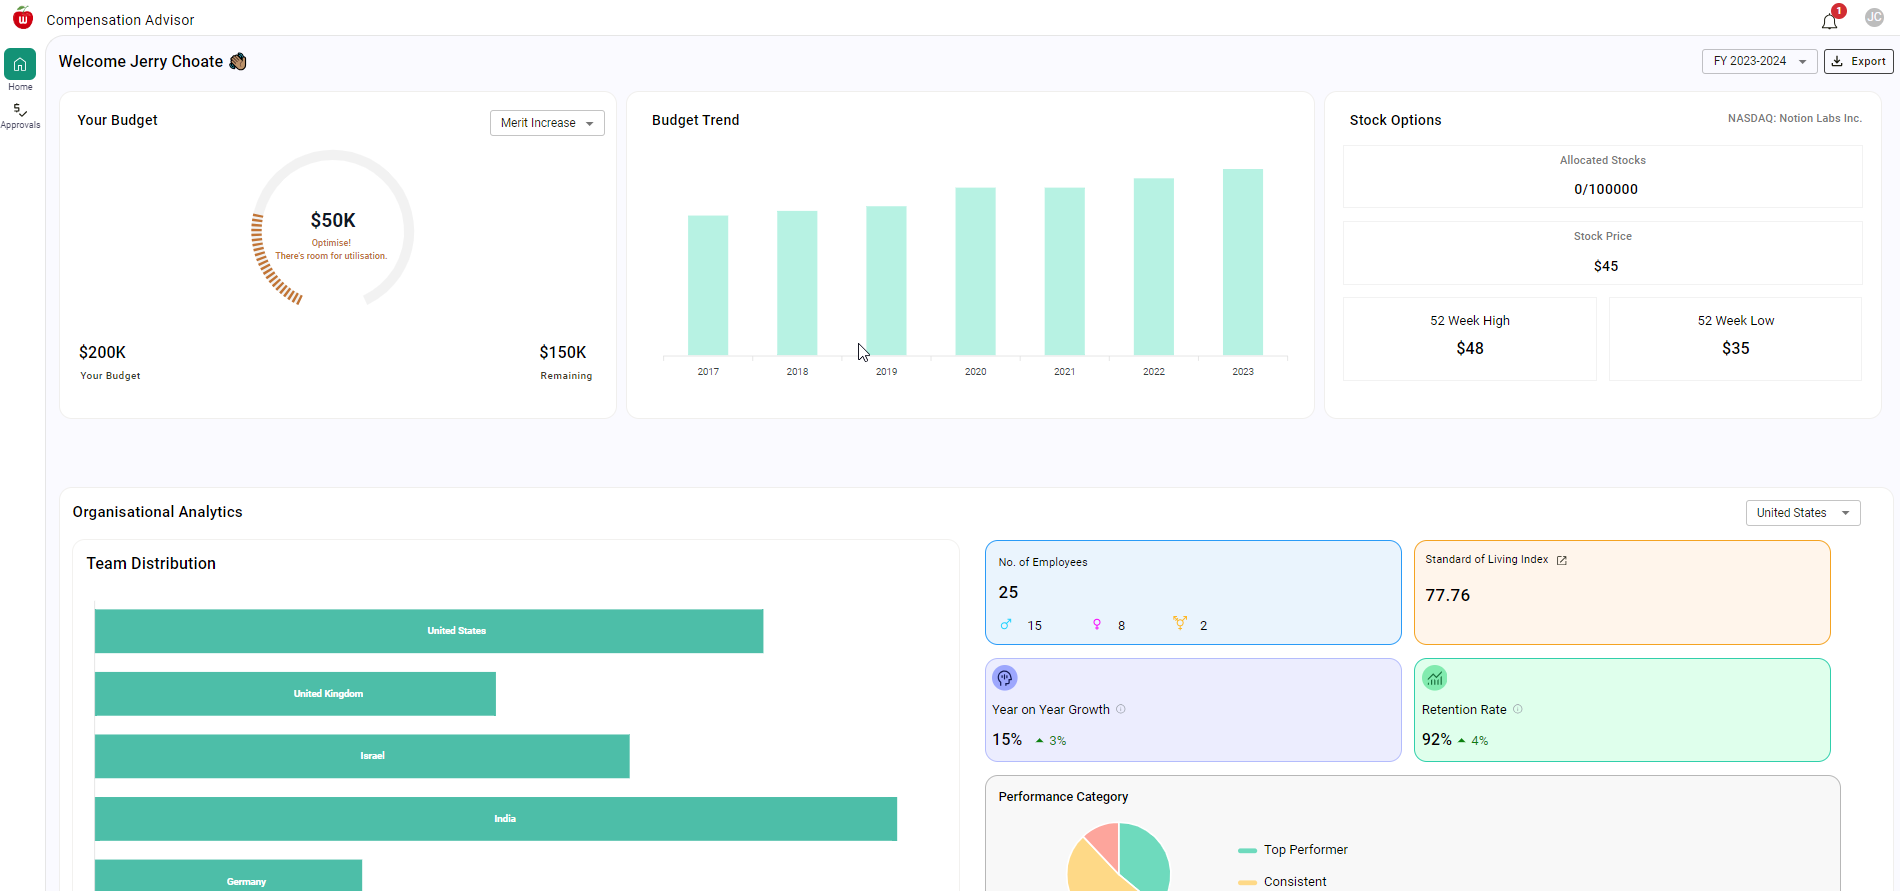 Compensation Advisor
1
JC
Home
Approvals
Welcome Jerry Choate
FY 2023-2024
Export
Your Budget
Merit Increase
$50K
Optimise!
There's room for utilisation.
$200K
Your Budget
$150K
Remaining
Budget Trend
2017 2018 2019 2020 2021 2022 2023
Stock Options
NASDAQ: Notion Labs Inc.
Allocated Stocks
0/100000
Stock Price
$45
52 Week High
$48
52 Week Low
$35
Organisational Analytics
United States
Team Distribution
United States
United Kingdom
Israel
India
Germany
No. of Employees
25
15 8 2
Standard of Living Index
77.76
Year on Year Growth
15% 3%
Retention Rate
92% 4%
Performance Category
Top Performer
Consistent